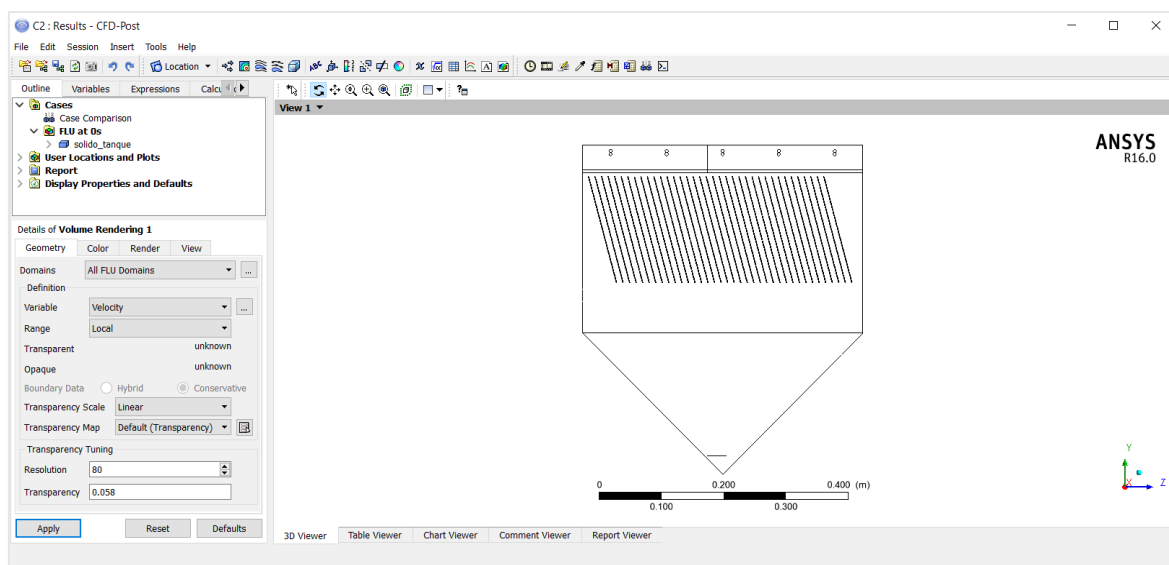 C2 : Results - CFD-Post
File Edit Session Insert Tools Help
Location
Outline Variables Expressions
Cases
Case Comparison
FLU at 0s
solido_tanque
User Locations and Plots
Report
Display Properties and Defaults
Details of Volume Rendering 1
Geometry Color Render View
Domains All FLU Domains ...
Definition
Variable Velocity ...
Range Local
Transparent unknown
Opaque unknown
Boundary Data Hybrid Conservative
Transparency Scale Linear
Transparency Map Default (Transparency)
Transparency Tuning
Resolution 80
Transparency 0.058
Apply Reset Defaults
View 1
ANSYS
R16.0
0 0.200 0.400 (m)
0.100 0.300
Y
X Z
3D Viewer Table Viewer Chart Viewer Comment Viewer Report Viewer